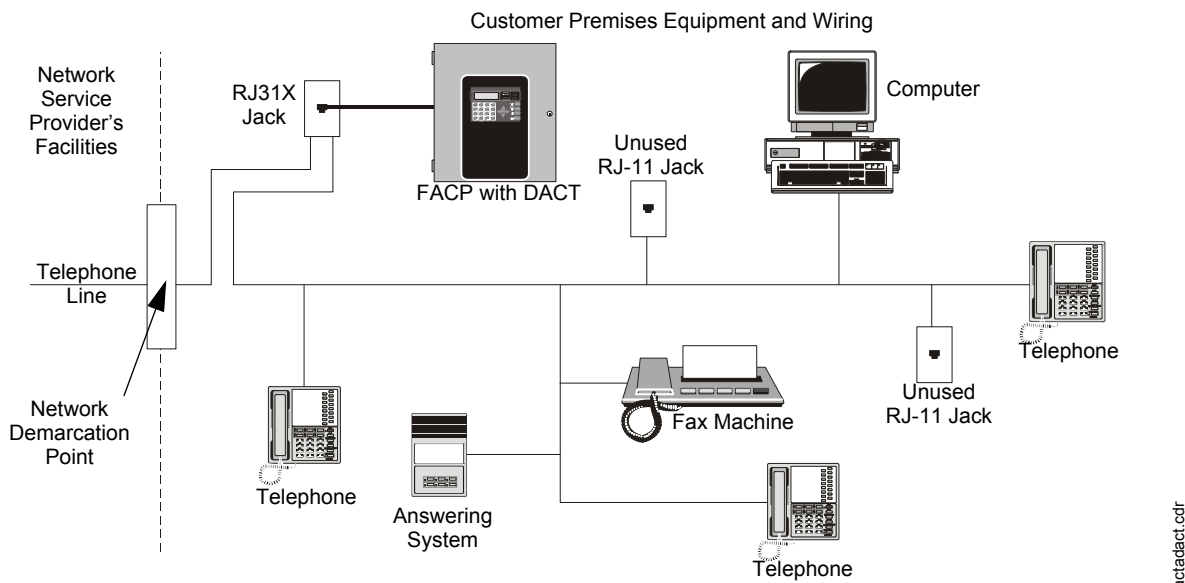 Customer Premises Equipment and Wiring
Network
Service
Provider's
Facilities
RJ31X
Jack
FACP with DACT
Unused
RJ-11 Jack
Computer
Telephone
Line
Telephone
Unused
RJ-11 Jack
Network
Demarcation
Point
Telephone
Answering
System
Fax Machine
Telephone
ctadact.cdr